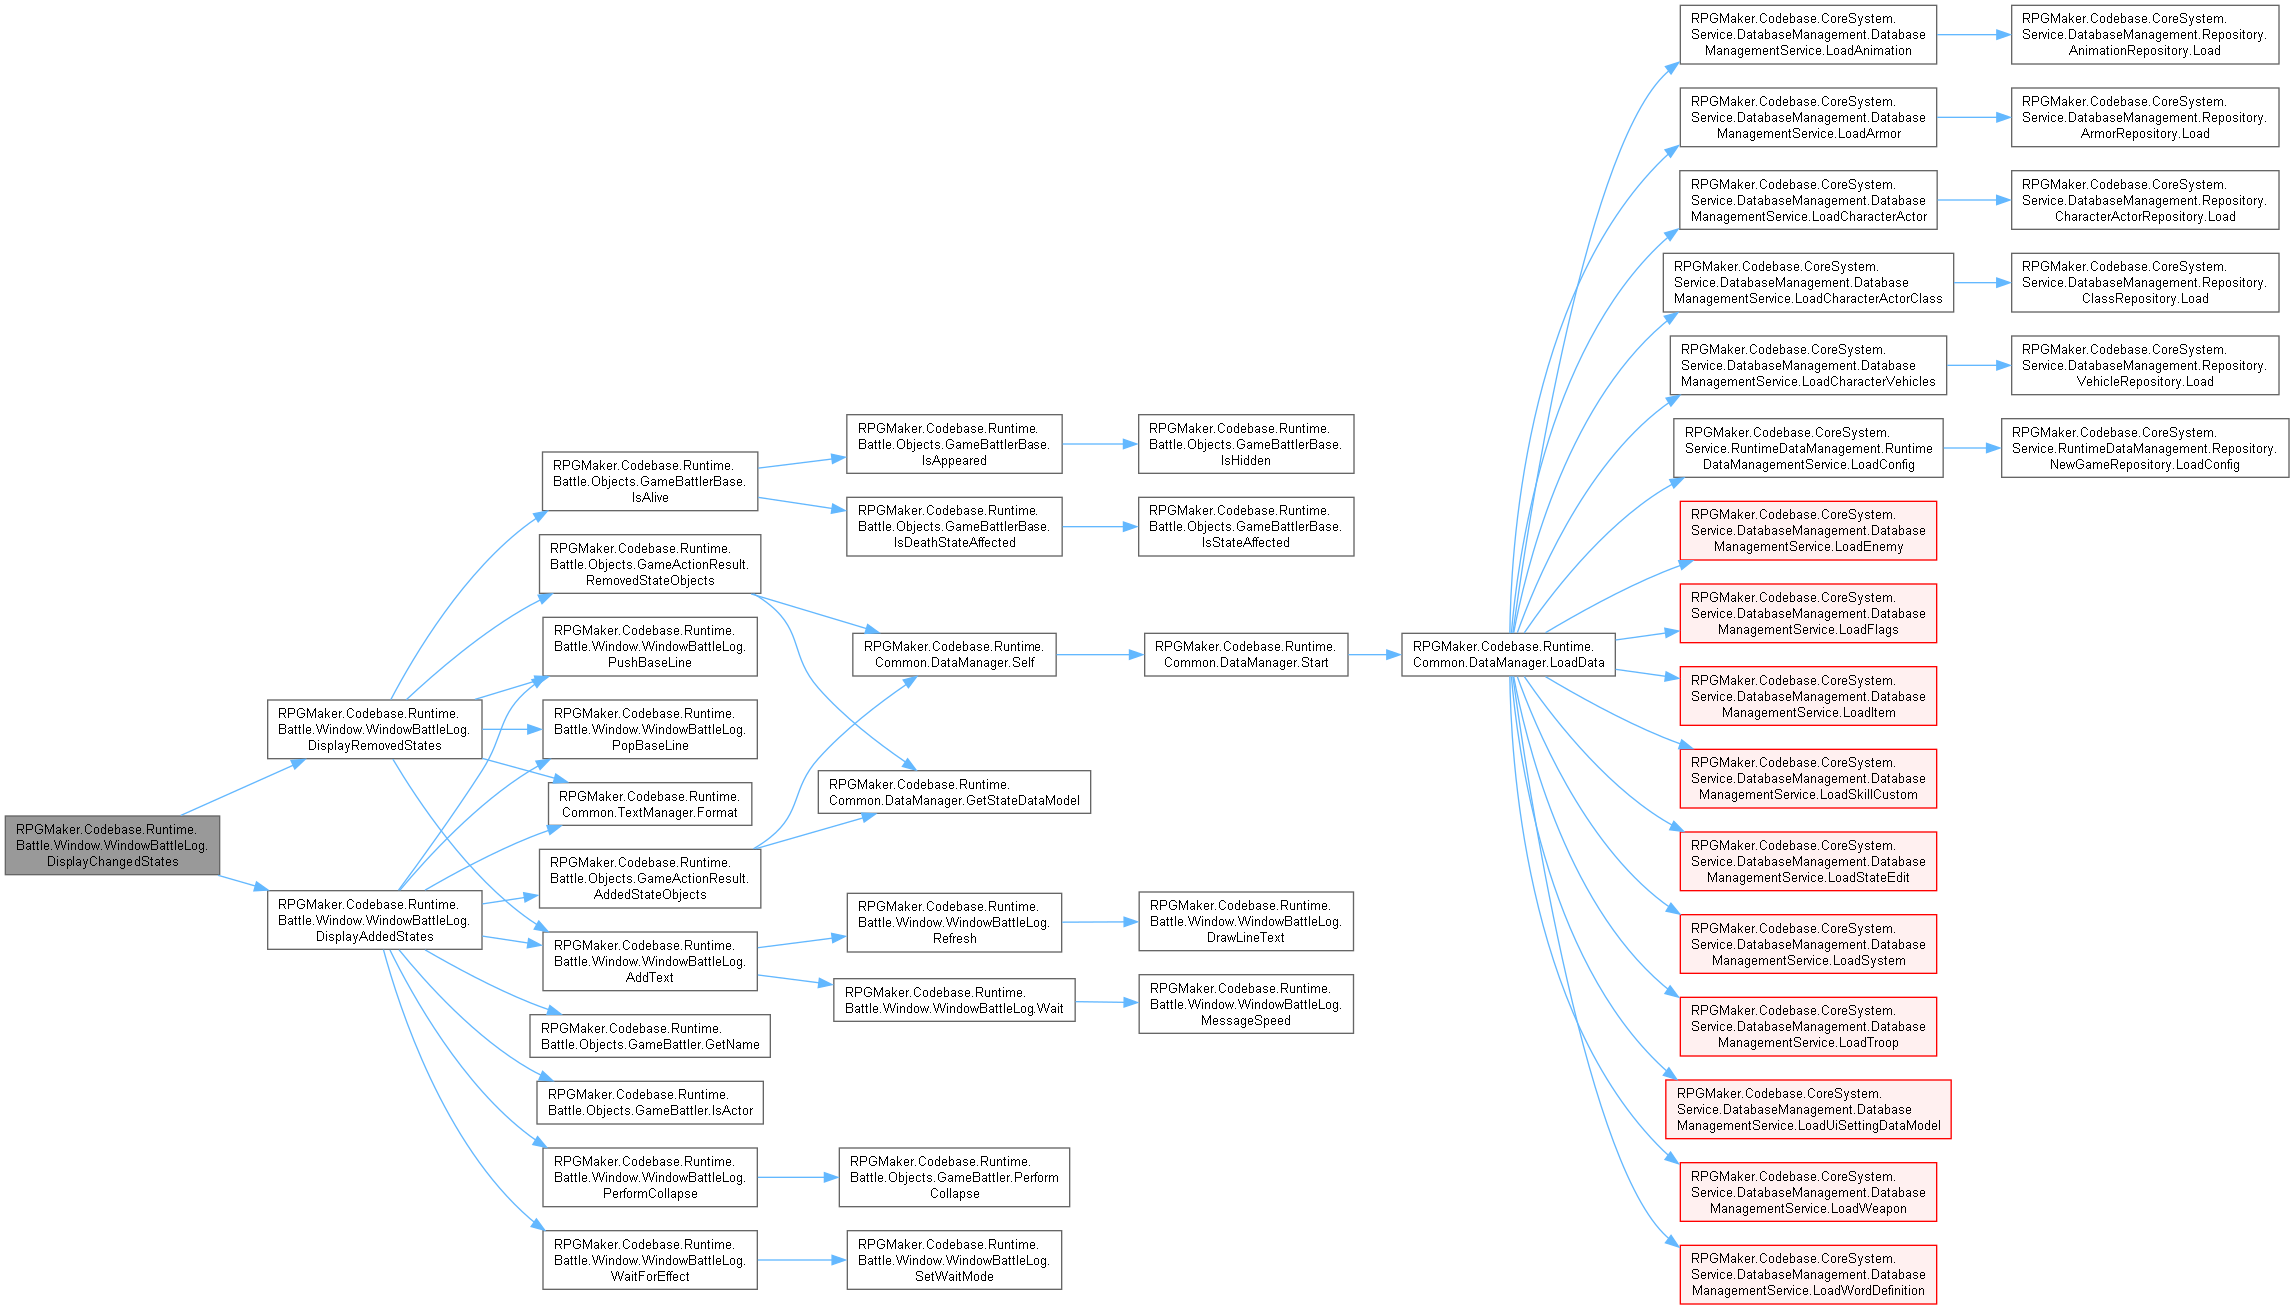 RPGMaker.Codebase.Runtime.
Battle.Window.WindowBattleLog.
DisplayChangedStates
RPGMaker.Codebase.Runtime.
Battle.Window.WindowBattleLog.
DisplayRemovedStates
RPGMaker.Codebase.Runtime.
Battle.Window.WindowBattleLog.
DisplayAddedStates
RPGMaker.Codebase.Runtime.
Battle.Objects.GameBattlerBase.
IsAlive
RPGMaker.Codebase.Runtime.
Battle.Objects.GameActionResult.
RemovedStateObjects
RPGMaker.Codebase.Runtime.
Battle.Window.WindowBattleLog.
PushBaseLine
RPGMaker.Codebase.Runtime.
Battle.Window.WindowBattleLog.
PopBaseLine
RPGMaker.Codebase.Runtime.
Common.TextManager.Format
RPGMaker.Codebase.Runtime.
Battle.Objects.GameActionResult.
AddedStateObjects
RPGMaker.Codebase.Runtime.
Battle.Window.WindowBattleLog.
AddText
RPGMaker.Codebase.Runtime.
Battle.Objects.GameBattler.GetName
RPGMaker.Codebase.Runtime.
Battle.Objects.GameBattler.IsActor
RPGMaker.Codebase.Runtime.
Battle.Window.WindowBattleLog.
PerformCollapse
RPGMaker.Codebase.Runtime.
Battle.Window.WindowBattleLog.
WaitForEffect
RPGMaker.Codebase.Runtime.
Battle.Objects.GameBattlerBase.
IsAppeared
RPGMaker.Codebase.Runtime.
Battle.Objects.GameBattlerBase.
IsDeathStateAffected
RPGMaker.Codebase.Runtime.
Common.DataManager.Self
RPGMaker.Codebase.Runtime.
Common.DataManager.GetStateDataModel
RPGMaker.Codebase.Runtime.
Battle.Window.WindowBattleLog.
Refresh
RPGMaker.Codebase.Runtime.
Battle.Window.WindowBattleLog.Wait
RPGMaker.Codebase.Runtime.
Battle.Objects.GameBattler.Perform
Collapse
RPGMaker.Codebase.Runtime.
Battle.Window.WindowBattleLog.
SetWaitMode
RPGMaker.Codebase.Runtime.
Battle.Objects.GameBattlerBase.
IsHidden
RPGMaker.Codebase.Runtime.
Battle.Objects.GameBattlerBase.
IsStateAffected
RPGMaker.Codebase.Runtime.
Common.DataManager.Start
RPGMaker.Codebase.Runtime.
Battle.Window.WindowBattleLog.
DrawLineText
RPGMaker.Codebase.Runtime.
Battle.Window.WindowBattleLog.
MessageSpeed
RPGMaker.Codebase.Runtime.
Common.DataManager.LoadData
RPGMaker.Codebase.CoreSystem.
Service.DatabaseManagement.Database
ManagementService.LoadAnimation
RPGMaker.Codebase.CoreSystem.
Service.DatabaseManagement.Database
ManagementService.LoadArmor
RPGMaker.Codebase.CoreSystem.
Service.DatabaseManagement.Database
ManagementService.LoadCharacterActor
RPGMaker.Codebase.CoreSystem.
Service.DatabaseManagement.Database
ManagementService.LoadCharacterActorClass
RPGMaker.Codebase.CoreSystem.
Service.DatabaseManagement.Database
ManagementService.LoadCharacterVehicles
RPGMaker.Codebase.CoreSystem.
Service.RuntimeDataManagement.Runtime
DataManagementService.LoadConfig
RPGMaker.Codebase.CoreSystem.
Service.DatabaseManagement.Database
ManagementService.LoadEnemy
RPGMaker.Codebase.CoreSystem.
Service.DatabaseManagement.Database
ManagementService.LoadFlags
RPGMaker.Codebase.CoreSystem.
Service.DatabaseManagement.Database
ManagementService.LoadItem
RPGMaker.Codebase.CoreSystem.
Service.DatabaseManagement.Database
ManagementService.LoadSkillCustom
RPGMaker.Codebase.CoreSystem.
Service.DatabaseManagement.Database
ManagementService.LoadStateEdit
RPGMaker.Codebase.CoreSystem.
Service.DatabaseManagement.Database
ManagementService.LoadSystem
RPGMaker.Codebase.CoreSystem.
Service.DatabaseManagement.Database
ManagementService.LoadTroop
RPGMaker.Codebase.CoreSystem.
Service.DatabaseManagement.Database
ManagementService.LoadUiSettingDataModel
RPGMaker.Codebase.CoreSystem.
Service.DatabaseManagement.Database
ManagementService.LoadWeapon
RPGMaker.Codebase.CoreSystem.
Service.DatabaseManagement.Database
ManagementService.LoadWordDefinition
RPGMaker.Codebase.CoreSystem.
Service.DatabaseManagement.Repository.
AnimationRepository.Load
RPGMaker.Codebase.CoreSystem.
Service.DatabaseManagement.Repository.
ArmorRepository.Load
RPGMaker.Codebase.CoreSystem.
Service.DatabaseManagement.Repository.
CharacterActorRepository.Load
RPGMaker.Codebase.CoreSystem.
Service.DatabaseManagement.Repository.
ClassRepository.Load
RPGMaker.Codebase.CoreSystem.
Service.DatabaseManagement.Repository.
VehicleRepository.Load
RPGMaker.Codebase.CoreSystem.
Service.RuntimeDataManagement.Repository.
NewGameRepository.LoadConfig